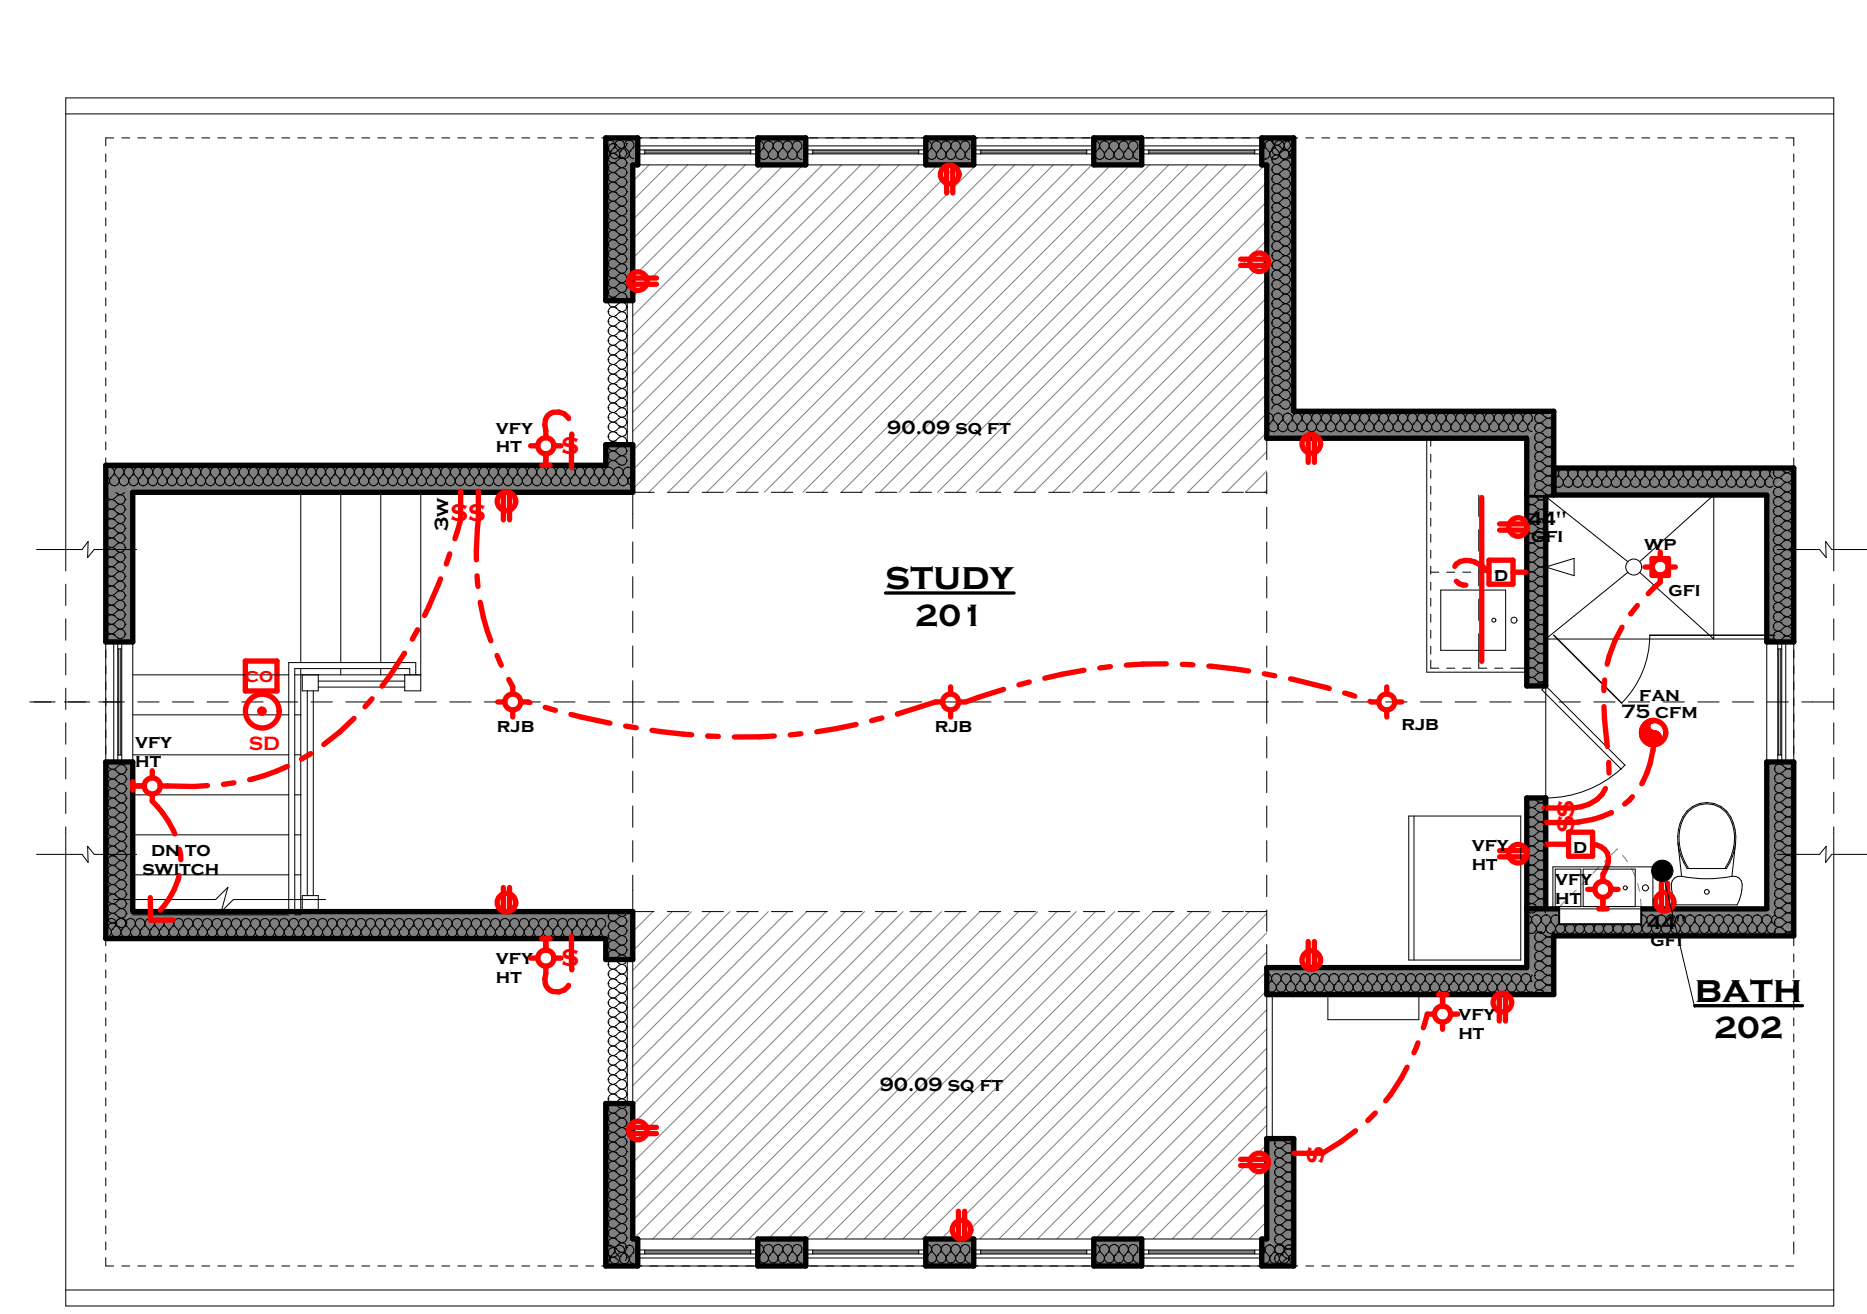 90.09 SQ FT
VFY
HT
S
3W
SS
44"
GFI
STUDY
201
D
WP
GFI
CO
SD
RJB
RJB
RJB
FAN
75 CFM
VFY
HT
DN TO
SWITCH
S
S
D
VFY
HT
VFY
HT
44"
GFI
VFY
HT
S
BATH
202
VFY
HT
90.09 SQ FT
S